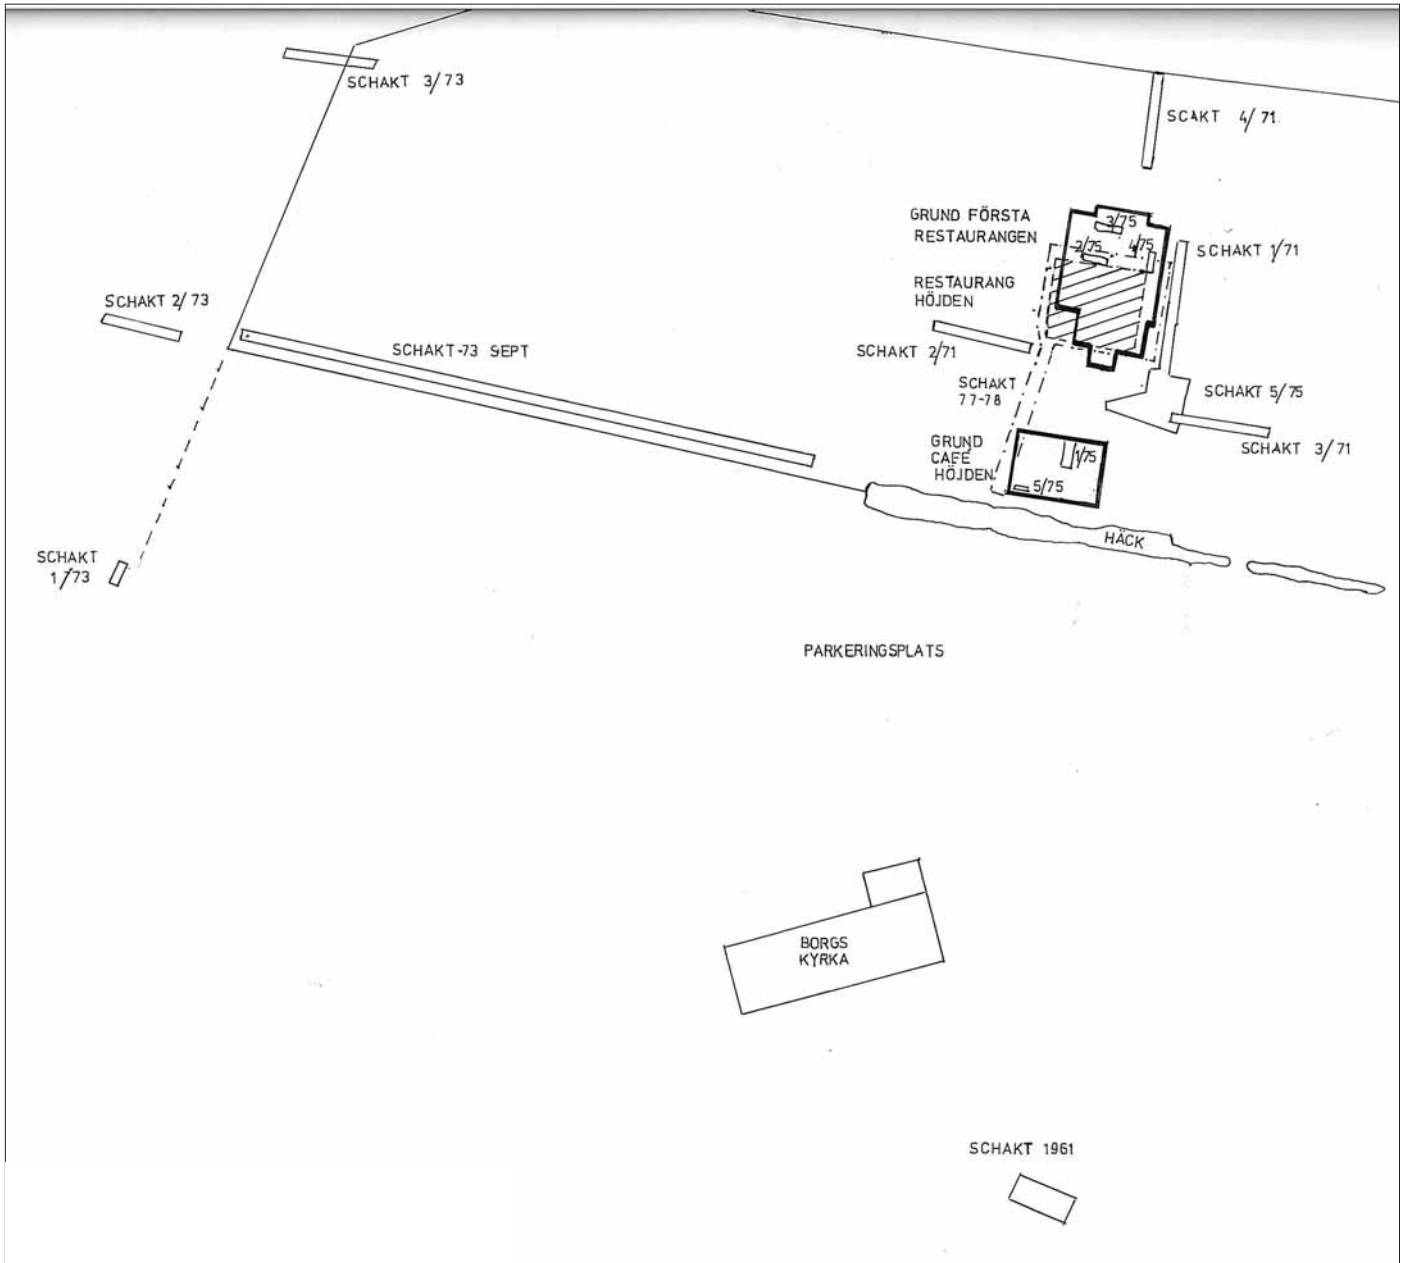 SCHAKT 3/73
SCAKT 4/71
GRUND FÖRSTA
RESTAURANGEN
3/75
2/75
4/75
SCHAKT 1/71
RESTAURANG
HÖJDEN
SCHAKT 2/73
SCHAKT-73 SEPT
SCHAKT 2/71
SCHAKT
77-78
SCHAKT 5/75
SCHAKT 3/71
GRUND
CAFÉ
HÖJDEN
1/75
5/75
HÄCK
SCHAKT
1/73
PARKERINGSPLATS
BORGS
KYRKA
SCHAKT 1961